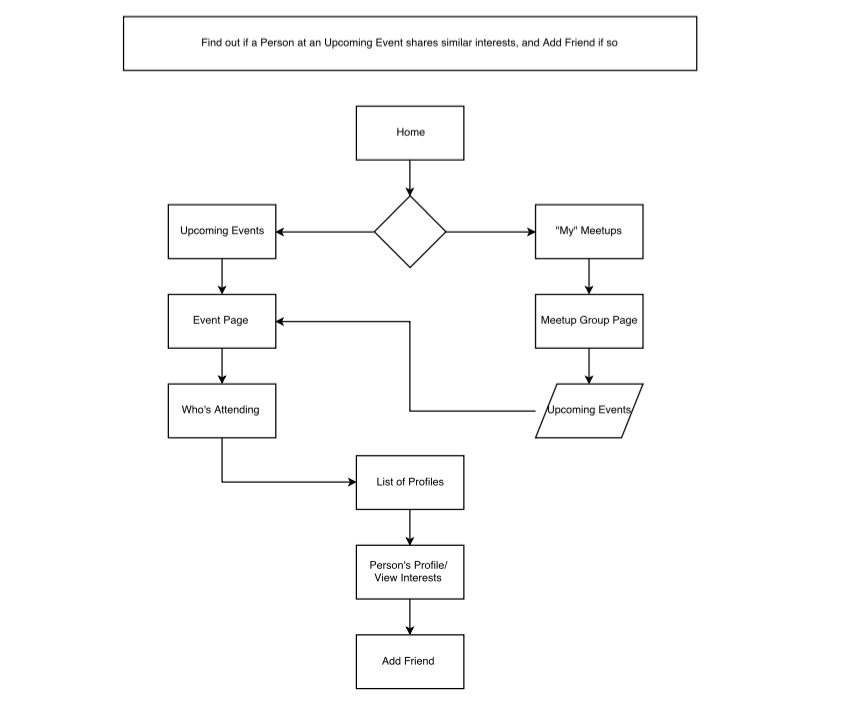 Find out if a Person at an Upcoming Event shares similar interests, and Add Friend if so
Home
Upcoming Events
"My" Meetups
Event Page
Meetup Group Page
Who's Attending
Upcoming Events
List of Profiles
Person's Profile/
View Interests
Add Friend